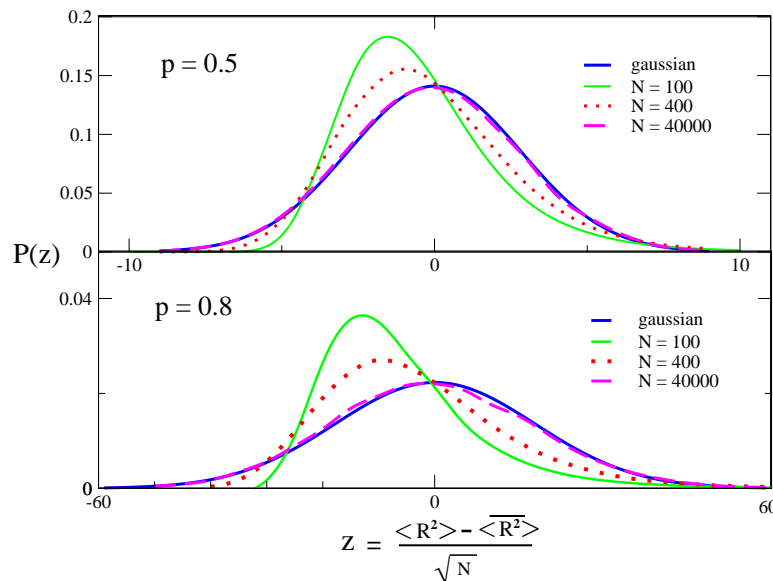 0.2
p = 0.5
gaussian
N = 100
N = 400
N = 40000
0.15
0.1
0.05
0
-10 0 10
P(z)
p = 0.8
gaussian
N = 100
N = 400
N = 40000
0.04
0
-60 0 60
z = <R²> - <R²>
√N